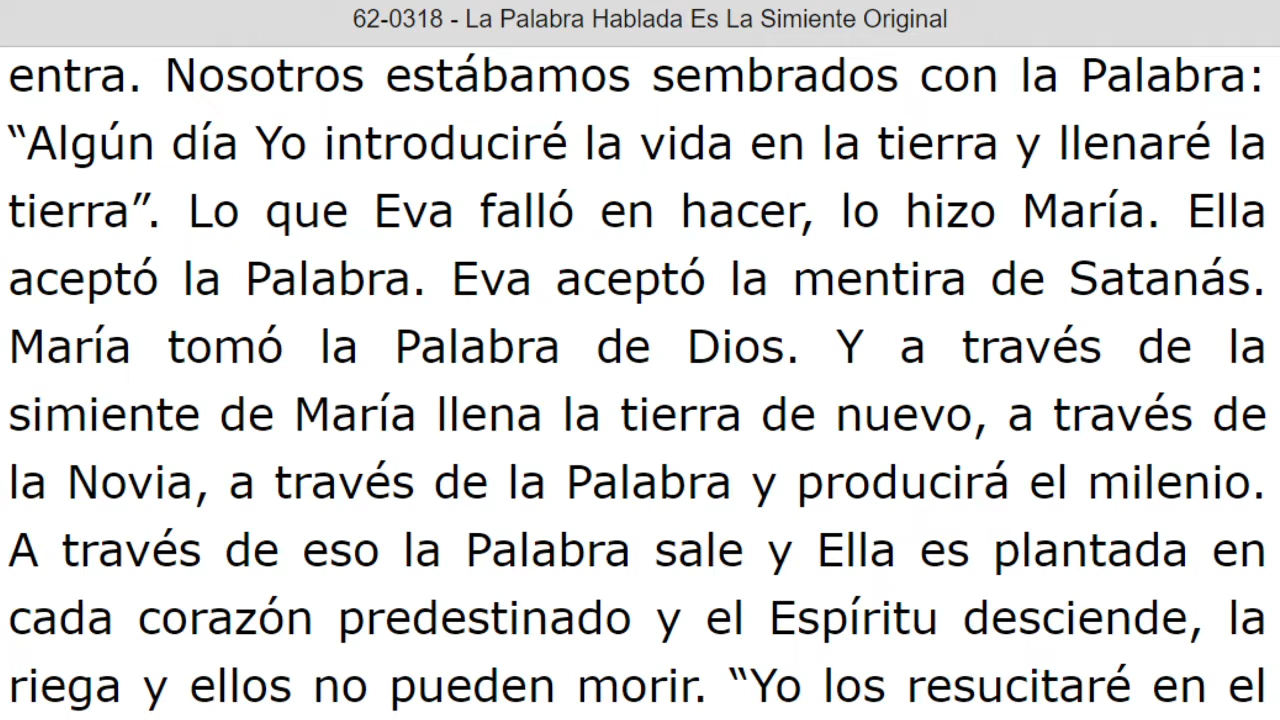 62-0318 - La Palabra Hablada Es La Simiente Original
entra. Nosotros estábamos sembrados con la Palabra:
“Algún día Yo introduciré la vida en la tierra y llenaré la
tierra”. Lo que Eva falló en hacer, lo hizo María. Ella
aceptó la Palabra. Eva aceptó la mentira de Satanás.
María tomó la Palabra de Dios. Y a través de la
simiente de María llena la tierra de nuevo, a través de
la Novia, a través de la Palabra y producirá el milenio.
A través de eso la Palabra sale y Ella es plantada en
cada corazón predestinado y el Espíritu desciende, la
riega y ellos no pueden morir. “Yo los resucitaré en el